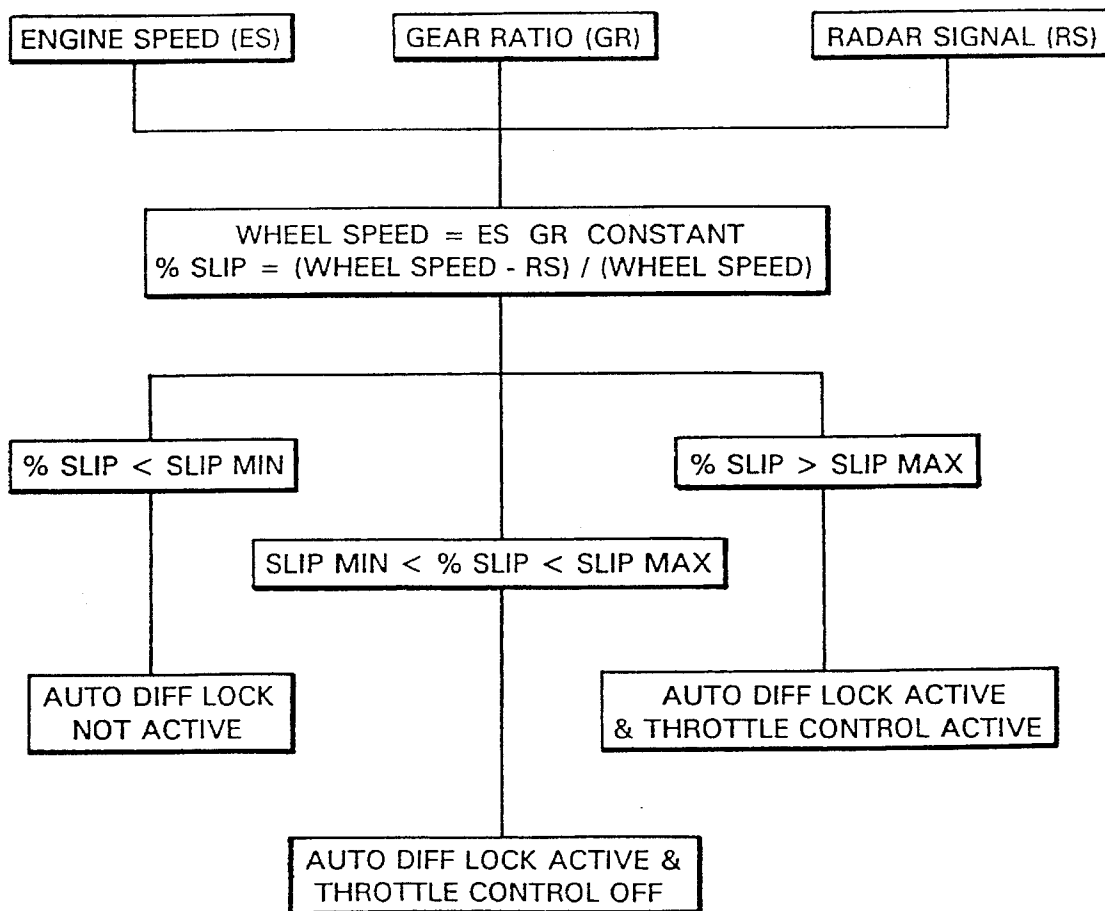 ENGINE SPEED (ES)
GEAR RATIO (GR)
RADAR SIGNAL (RS)
WHEEL SPEED = ES GR CONSTANT
% SLIP = (WHEEL SPEED - RS) / (WHEEL SPEED)
% SLIP < SLIP MIN
% SLIP > SLIP MAX
SLIP MIN < % SLIP < SLIP MAX
AUTO DIFF LOCK
NOT ACTIVE
AUTO DIFF LOCK ACTIVE
& THROTTLE CONTROL ACTIVE
AUTO DIFF LOCK ACTIVE &
THROTTLE CONTROL OFF